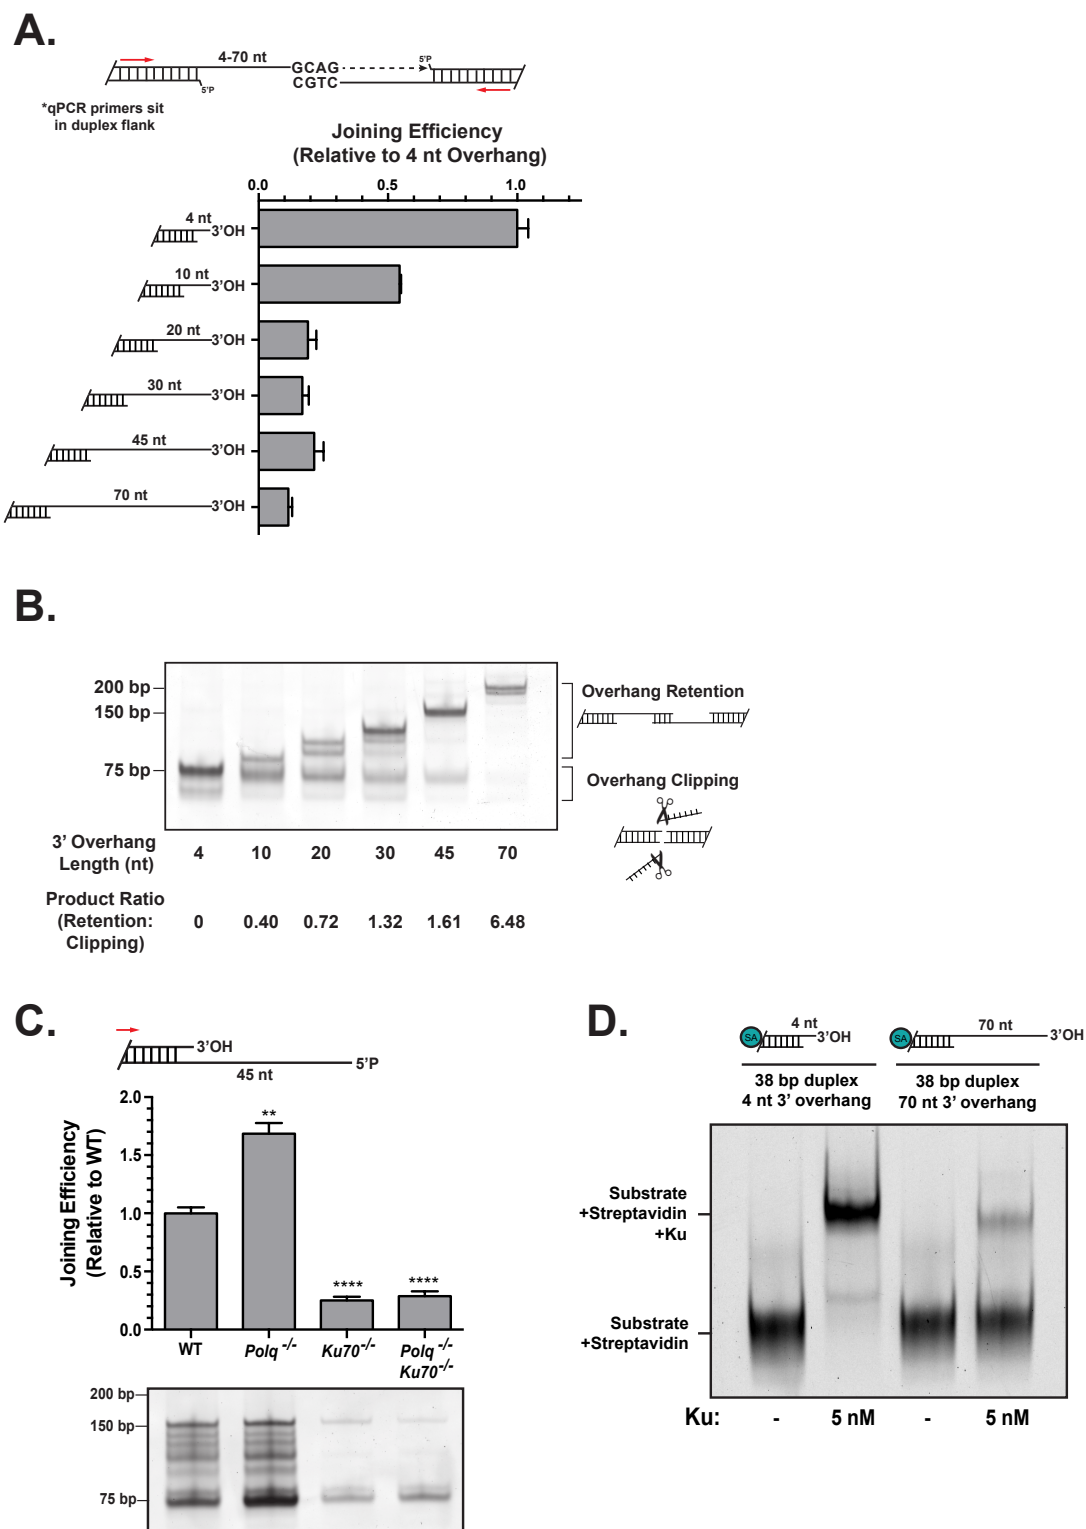 A.
4-70 nt
GCAG
CGTC
5'P
5'P
*qPCR primers sit
in duplex flank
Joining Efficiency
(Relative to 4 nt Overhang)
0.0 0.5 1.0
4 nt
3'OH
10 nt
3'OH
20 nt
3'OH
30 nt
3'OH
45 nt
3'OH
70 nt
3'OH
B.
200 bp
150 bp
75 bp
Overhang Retention
Overhang Clipping
3' Overhang
Length (nt)
4 10 20 30 45 70
Product Ratio
(Retention:
Clipping)
0 0.40 0.72 1.32 1.61 6.48
C.
3'OH
5'P
45 nt
Joining Efficiency
(Relative to WT)
2.0
1.5
1.0
0.5
0.0
**
****
****
WT
Polq -/-
Ku70-/-
Polq -/-
Ku70-/-
200 bp
150 bp
75 bp
D.
SA
4 nt
3'OH
SA
70 nt
3'OH
38 bp duplex
4 nt 3' overhang
38 bp duplex
70 nt 3' overhang
Substrate
+Streptavidin
+Ku
Substrate
+Streptavidin
Ku: - 5 nM - 5 nM